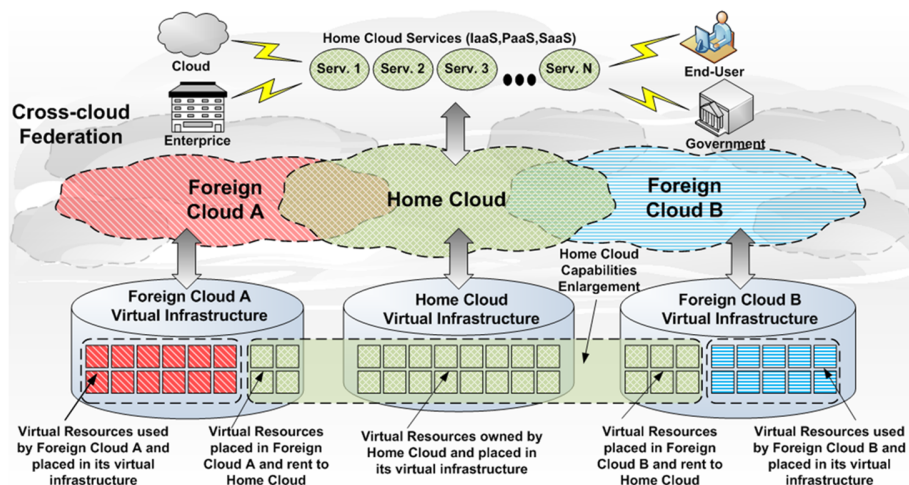 Home Cloud Services (IaaS,PaaS,SaaS)
Cloud
Serv. 1
Serv. 2
Serv. 3
Serv. N
End-User
Cross-cloud
Federation
Enterprice
Government
Foreign
Cloud A
Home Cloud
Foreign
Cloud B
Home Cloud
Capabilities
Enlargement
Foreign Cloud A
Virtual Infrastructure
Home Cloud
Virtual Infrastructure
Foreign Cloud B
Virtual Infrastructure
Virtual Resources used
by Foreign Cloud A and
placed in its virtual
infrastructure
Virtual Resources
placed in Foreign
Cloud A and rent to
Home Cloud
Virtual Resources owned by
Home Cloud and placed in
its virtual infrastructure
Virtual Resources
placed in Foreign
Cloud B and rent to
Home Cloud
Virtual Resources used
by Foreign Cloud B and
placed in its virtual
infrastructure